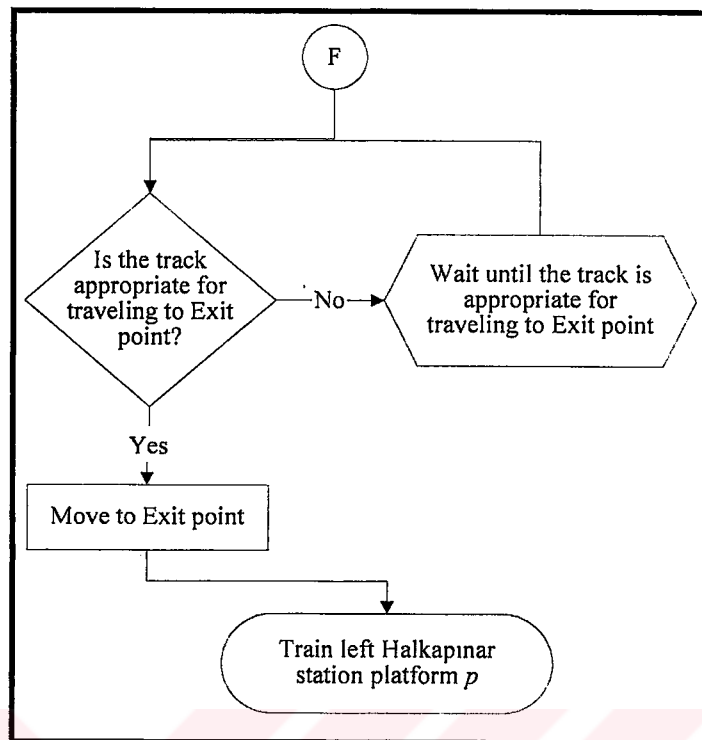 F
Is the track
appropriate for
traveling to Exit
point?
No
Wait until the track is
appropriate for
traveling to Exit point
Yes
Move to Exit point
Train left Halkapınar
station platform p